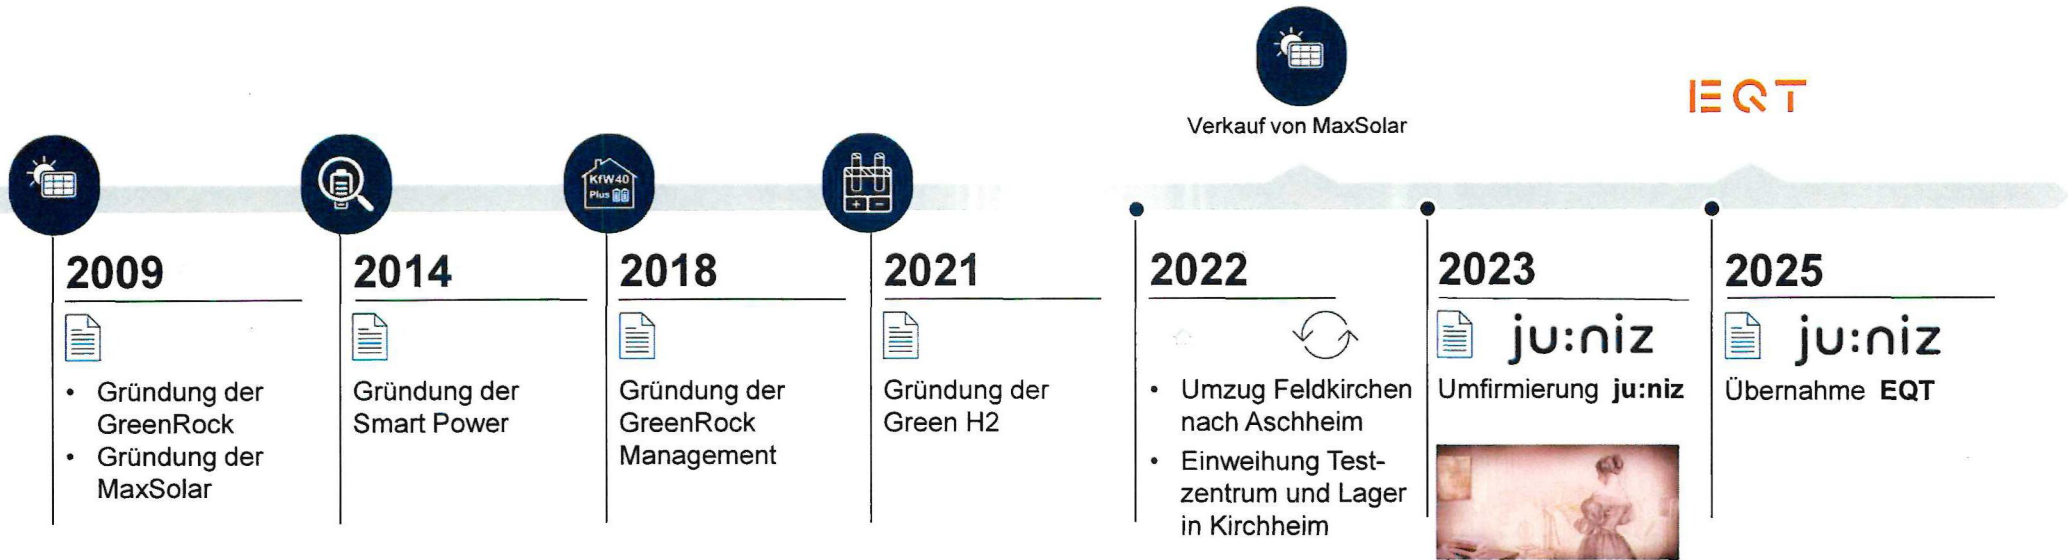 Verkauf von MaxSolar
EQT
KfW40
Plus
+ -
2009
• Gründung der
GreenRock
• Gründung der
MaxSolar
2014
Gründung der
Smart Power
2018
Gründung der
GreenRock
Management
2021
Gründung der
Green H2
2022
• Umzug Feldkirchen
nach Aschheim
• Einweihung Test-
zentrum und Lager
in Kirchheim
2023
ju:niz
Umfirmierung ju:niz
2025
ju:niz
Übernahme EQT